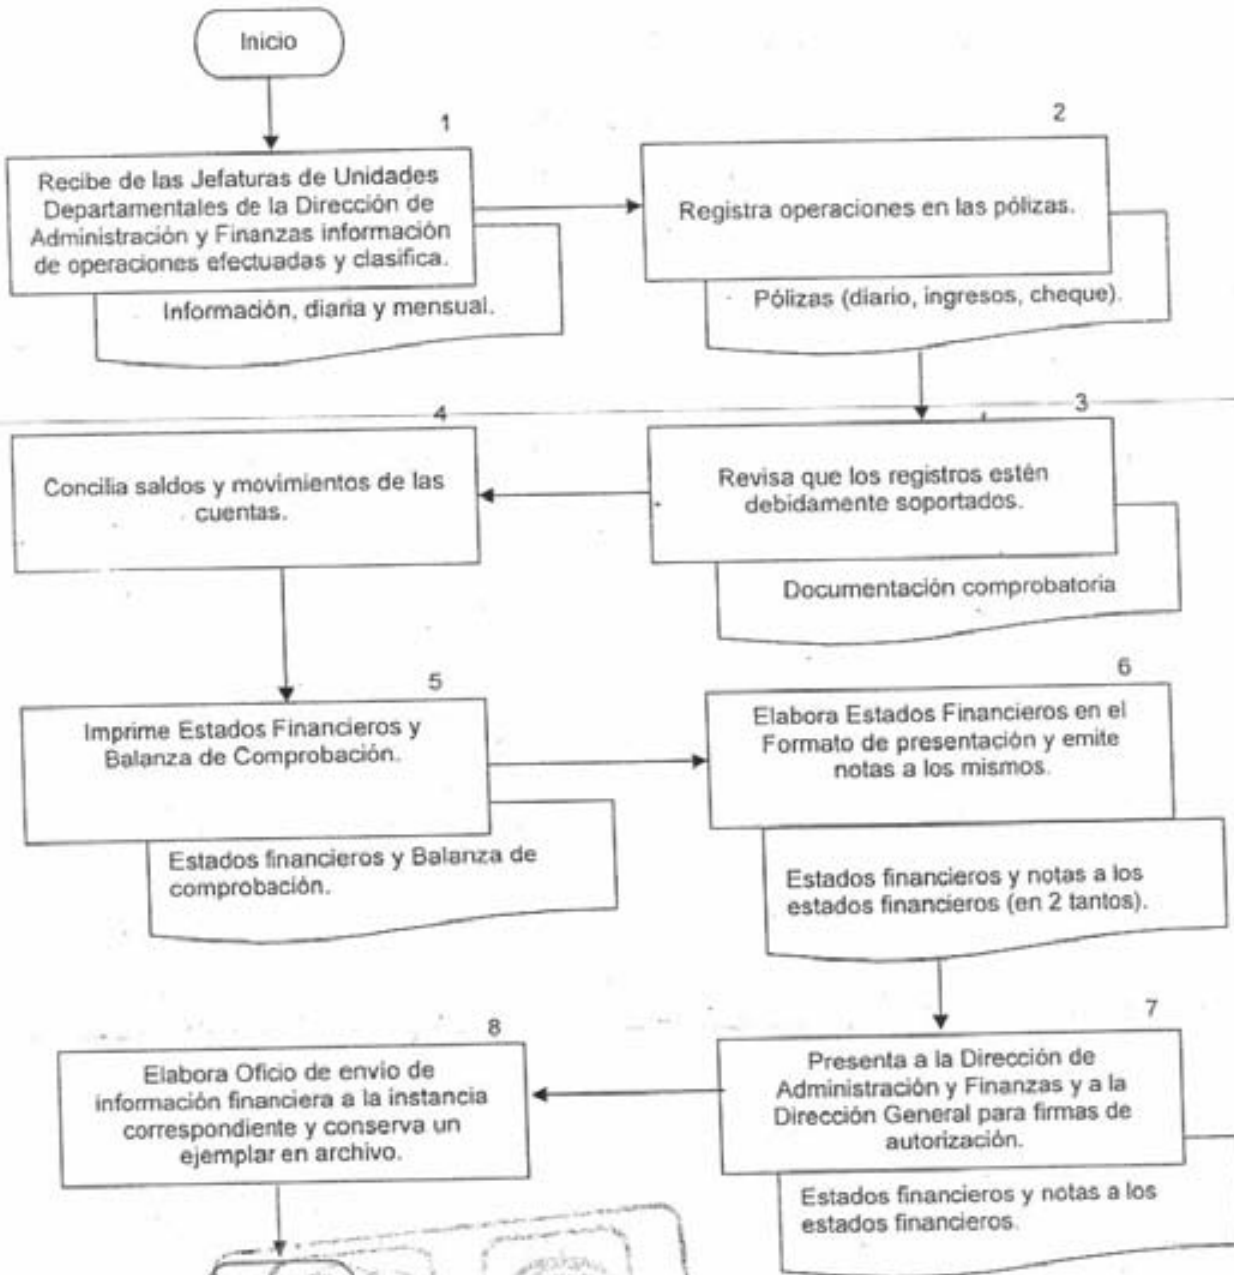 Inicio
1
Recibe de las Jefaturas de Unidades
Departamentales de la Dirección de
Administración y Finanzas información
de operaciones efectuadas y clasifica.
Información, diaria y mensual.
2
Registra operaciones en las pólizas.
Pólizas (diario, ingresos, cheque).
3
Revisa que los registros estén
debidamente soportados.
Documentación comprobatoria
4
Concilia saldos y movimientos de las
cuentas.
5
Imprime Estados Financieros y
Balanza de Comprobación.
Estados financieros y Balanza de
comprobación.
6
Elabora Estados Financieros en el
Formato de presentación y emite
notas a los mismos.
Estados financieros y notas a los
estados financieros (en 2 tantos).
7
Presenta a la Dirección de
Administración y Finanzas y a la
Dirección General para firmas de
autorización.
Estados financieros y notas a los
estados financieros.
8
Elabora Oficio de envio de
información financiera a la instancia
correspondiente y conserva un
ejemplar en archivo.